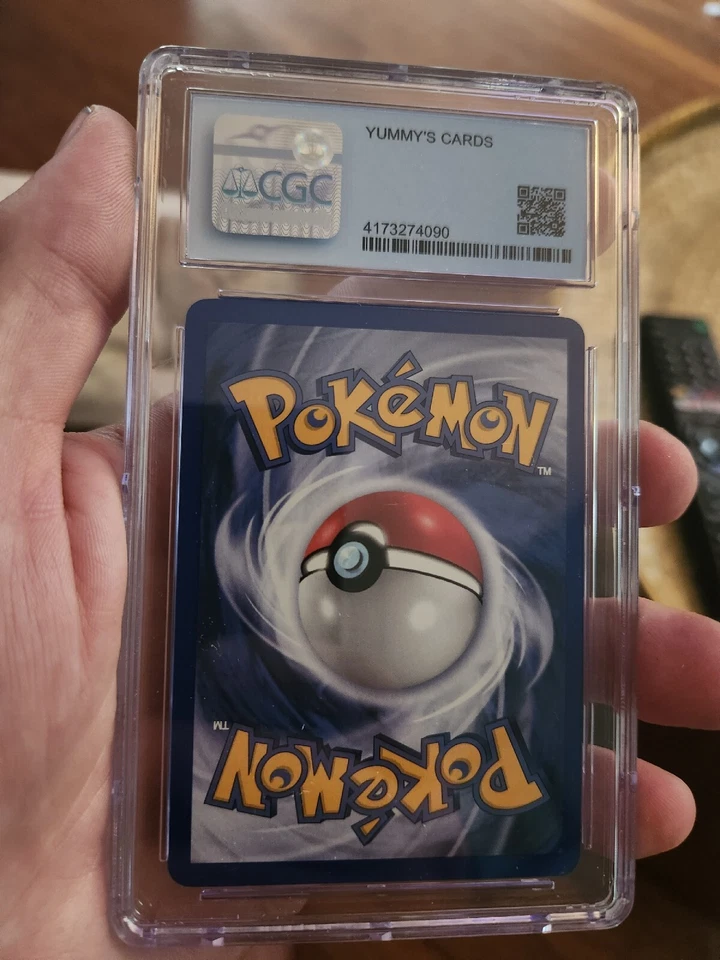 YUMMY'S CARDS
CGC
4173274090
POKéMON
TM
TM
POKéMON